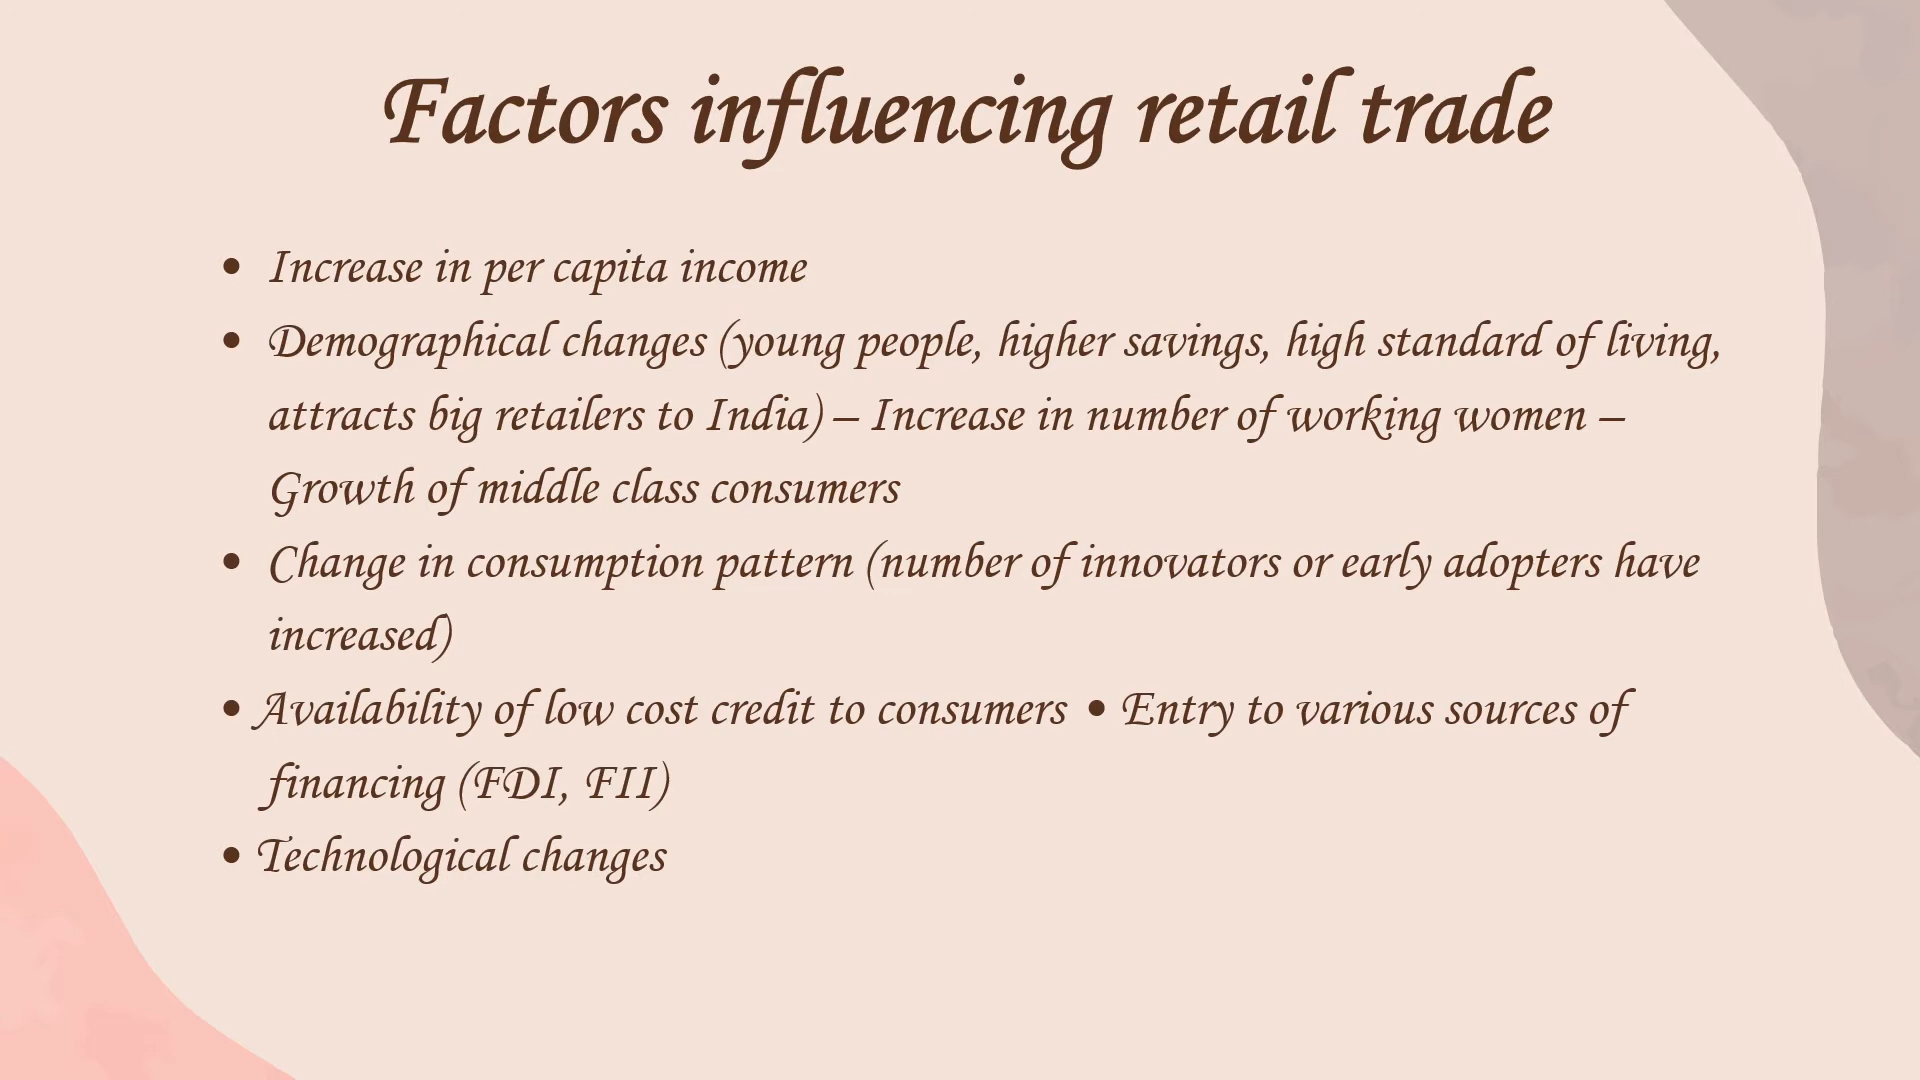 Factors influencing retail trade
• Increase in per capita income
• Demographical changes (young people, higher savings, high standard of living,
attracts big retailers to India) – Increase in number of working women –
Growth of middle class consumers
• Change in consumption pattern (number of innovators or early adopters have
increased)
• Availability of low cost credit to consumers • Entry to various sources of
financing (FDI, FII)
• Technological changes